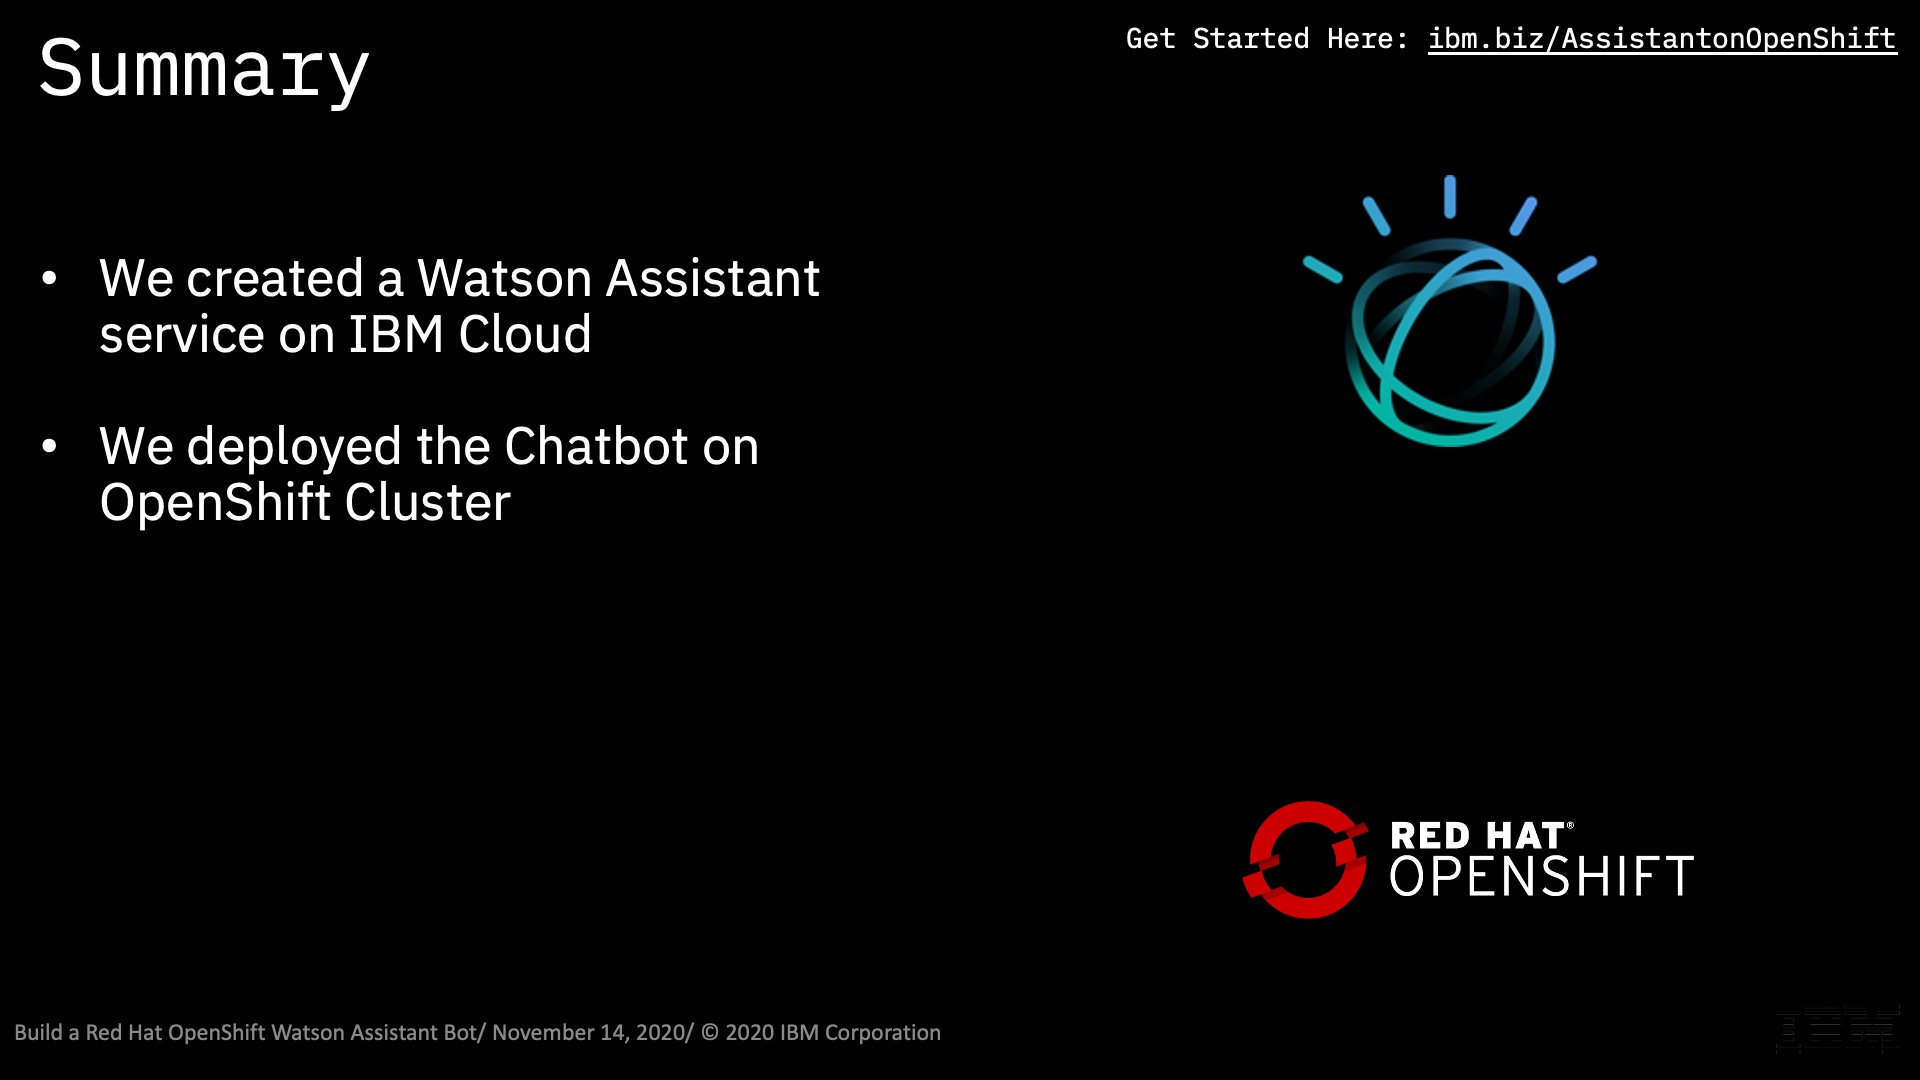 Summary
Get Started Here: ibm.biz/AssistantonOpenShift
• We created a Watson Assistant
service on IBM Cloud
• We deployed the Chatbot on
OpenShift Cluster
RED HAT®
OPENSHIFT
Build a Red Hat OpenShift Watson Assistant Bot/ November 14, 2020/ © 2020 IBM Corporation
IBM